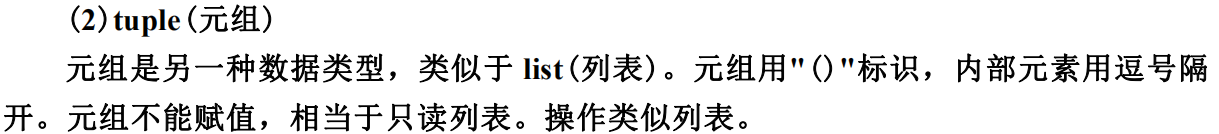 (2)tuple(元组)
元组是另一种数据类型，类似于 list(列表)。元组用"()"标识，内部元素用逗号隔
开。元组不能赋值，相当于只读列表。操作类似列表。